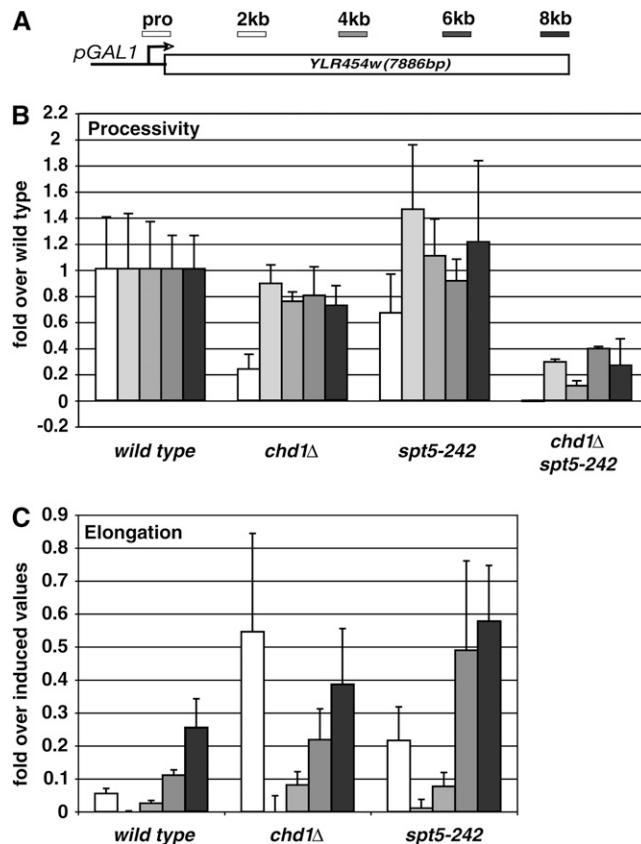 A
pro 2kb 4kb 6kb 8kb
pGAL1
YLR454w (7886bp)
B
Processivity
fold over wild type
2.2
2
1.8
1.6
1.4
1.2
1
0.8
0.6
0.4
0.2
0
-0.2
wild type chd1Δ spt5-242 chd1Δ
spt5-242
C
Elongation
fold over induced values
0.9
0.8
0.7
0.6
0.5
0.4
0.3
0.2
0.1
0
wild type chd1Δ spt5-242